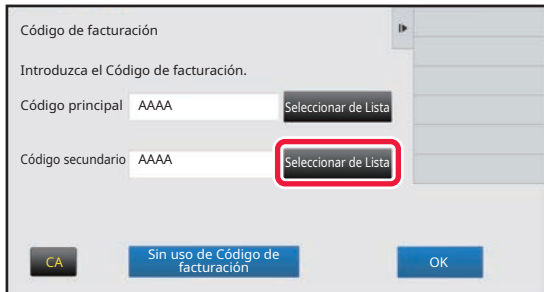 Código de facturación
Introduzca el Código de facturación.
Código principal AAAA Seleccionar de Lista
Código secundario AAAA Seleccionar de Lista
CA Sin uso de Código de facturación OK